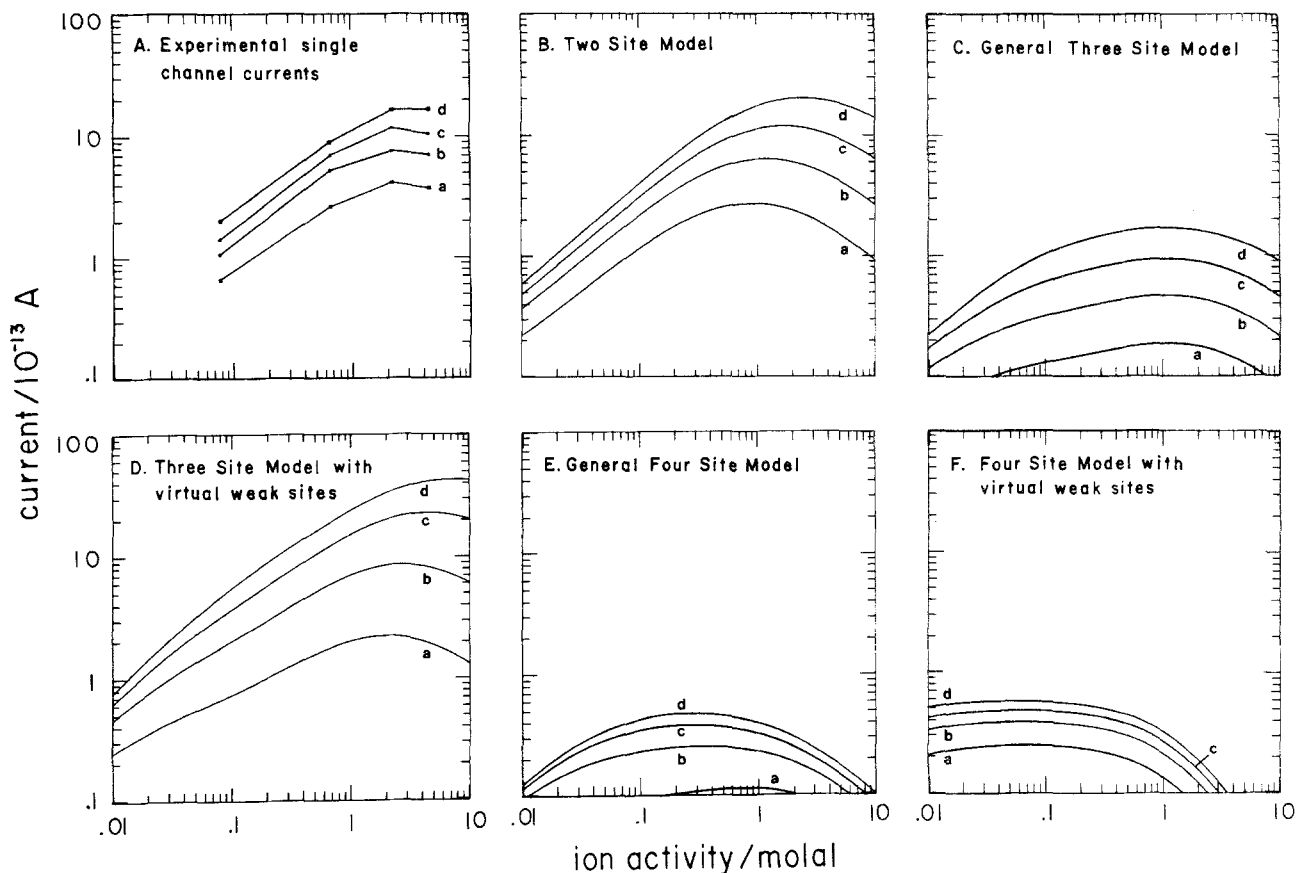 A. Experimental single
channel currents
B. Two Site Model
C. General Three Site Model
100
10
1
.1
d
c
b
a
d
c
b
a
d
c
b
a
current/10⁻¹³ A
D. Three Site Model with
virtual weak sites
E. General Four Site Model
F. Four Site Model with
virtual weak sites
100
10
1
.1
d
c
b
a
d
c
b
a
d
b
a
c
.01 .1 1 10
.01 .1 1 10
.01 .1 1 10
ion activity/molal